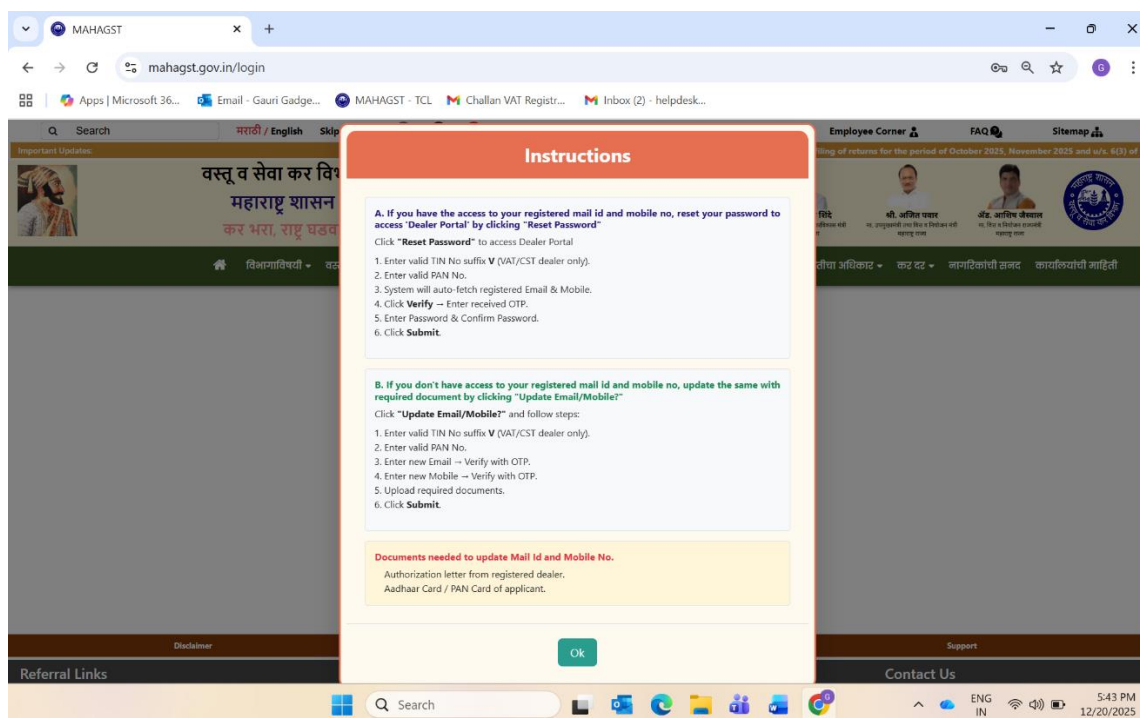 MAHAGST
mahagst.gov.in/login
G
Apps | Microsoft 36...
Email - Gauri Gadge...
MAHAGST - TCL
Challan VAT Registr...
Inbox (2) - helpdesk...
Search
मराठी / English
Skip
Employee Corner
FAQ
Sitemap
Important Updates:
filing of returns for the period of October 2025, November 2025 and u/s. 6(3) of
वस्तू व सेवा कर वि
महाराष्ट्र शासन
कर भरा, राष्ट्र घडव
शिंदे
श्री. अजित पवार
ॲड. आशिष जैस्वाल
विभागाविषयी
वस
तीचा अधिकार
कर दर
नागरिकांची सनद
कार्यालयांची माहिती
Instructions
A. If you have the access to your registered mail id and mobile no, reset your password to
access 'Dealer Portal' by clicking "Reset Password"
Click "Reset Password" to access Dealer Portal
1. Enter valid TIN No suffix V (VAT/CST dealer only).
2. Enter valid PAN No.
3. System will auto-fetch registered Email & Mobile.
4. Click Verify → Enter received OTP.
5. Enter Password & Confirm Password.
6. Click Submit.
B. If you don't have access to your registered mail id and mobile no, update the same with
required document by clicking "Update Email/Mobile?"
Click "Update Email/Mobile?" and follow steps:
1. Enter valid TIN No suffix V (VAT/CST dealer only).
2. Enter valid PAN No.
3. Enter new Email → Verify with OTP.
4. Enter new Mobile → Verify with OTP.
5. Upload required documents.
6. Click Submit.
Documents needed to update Mail Id and Mobile No.
Authorization letter from registered dealer.
Aadhaar Card / PAN Card of applicant.
Ok
Disclaimer
Support
Referral Links
Contact Us
Search
ENG
IN
5:43 PM
12/20/2025